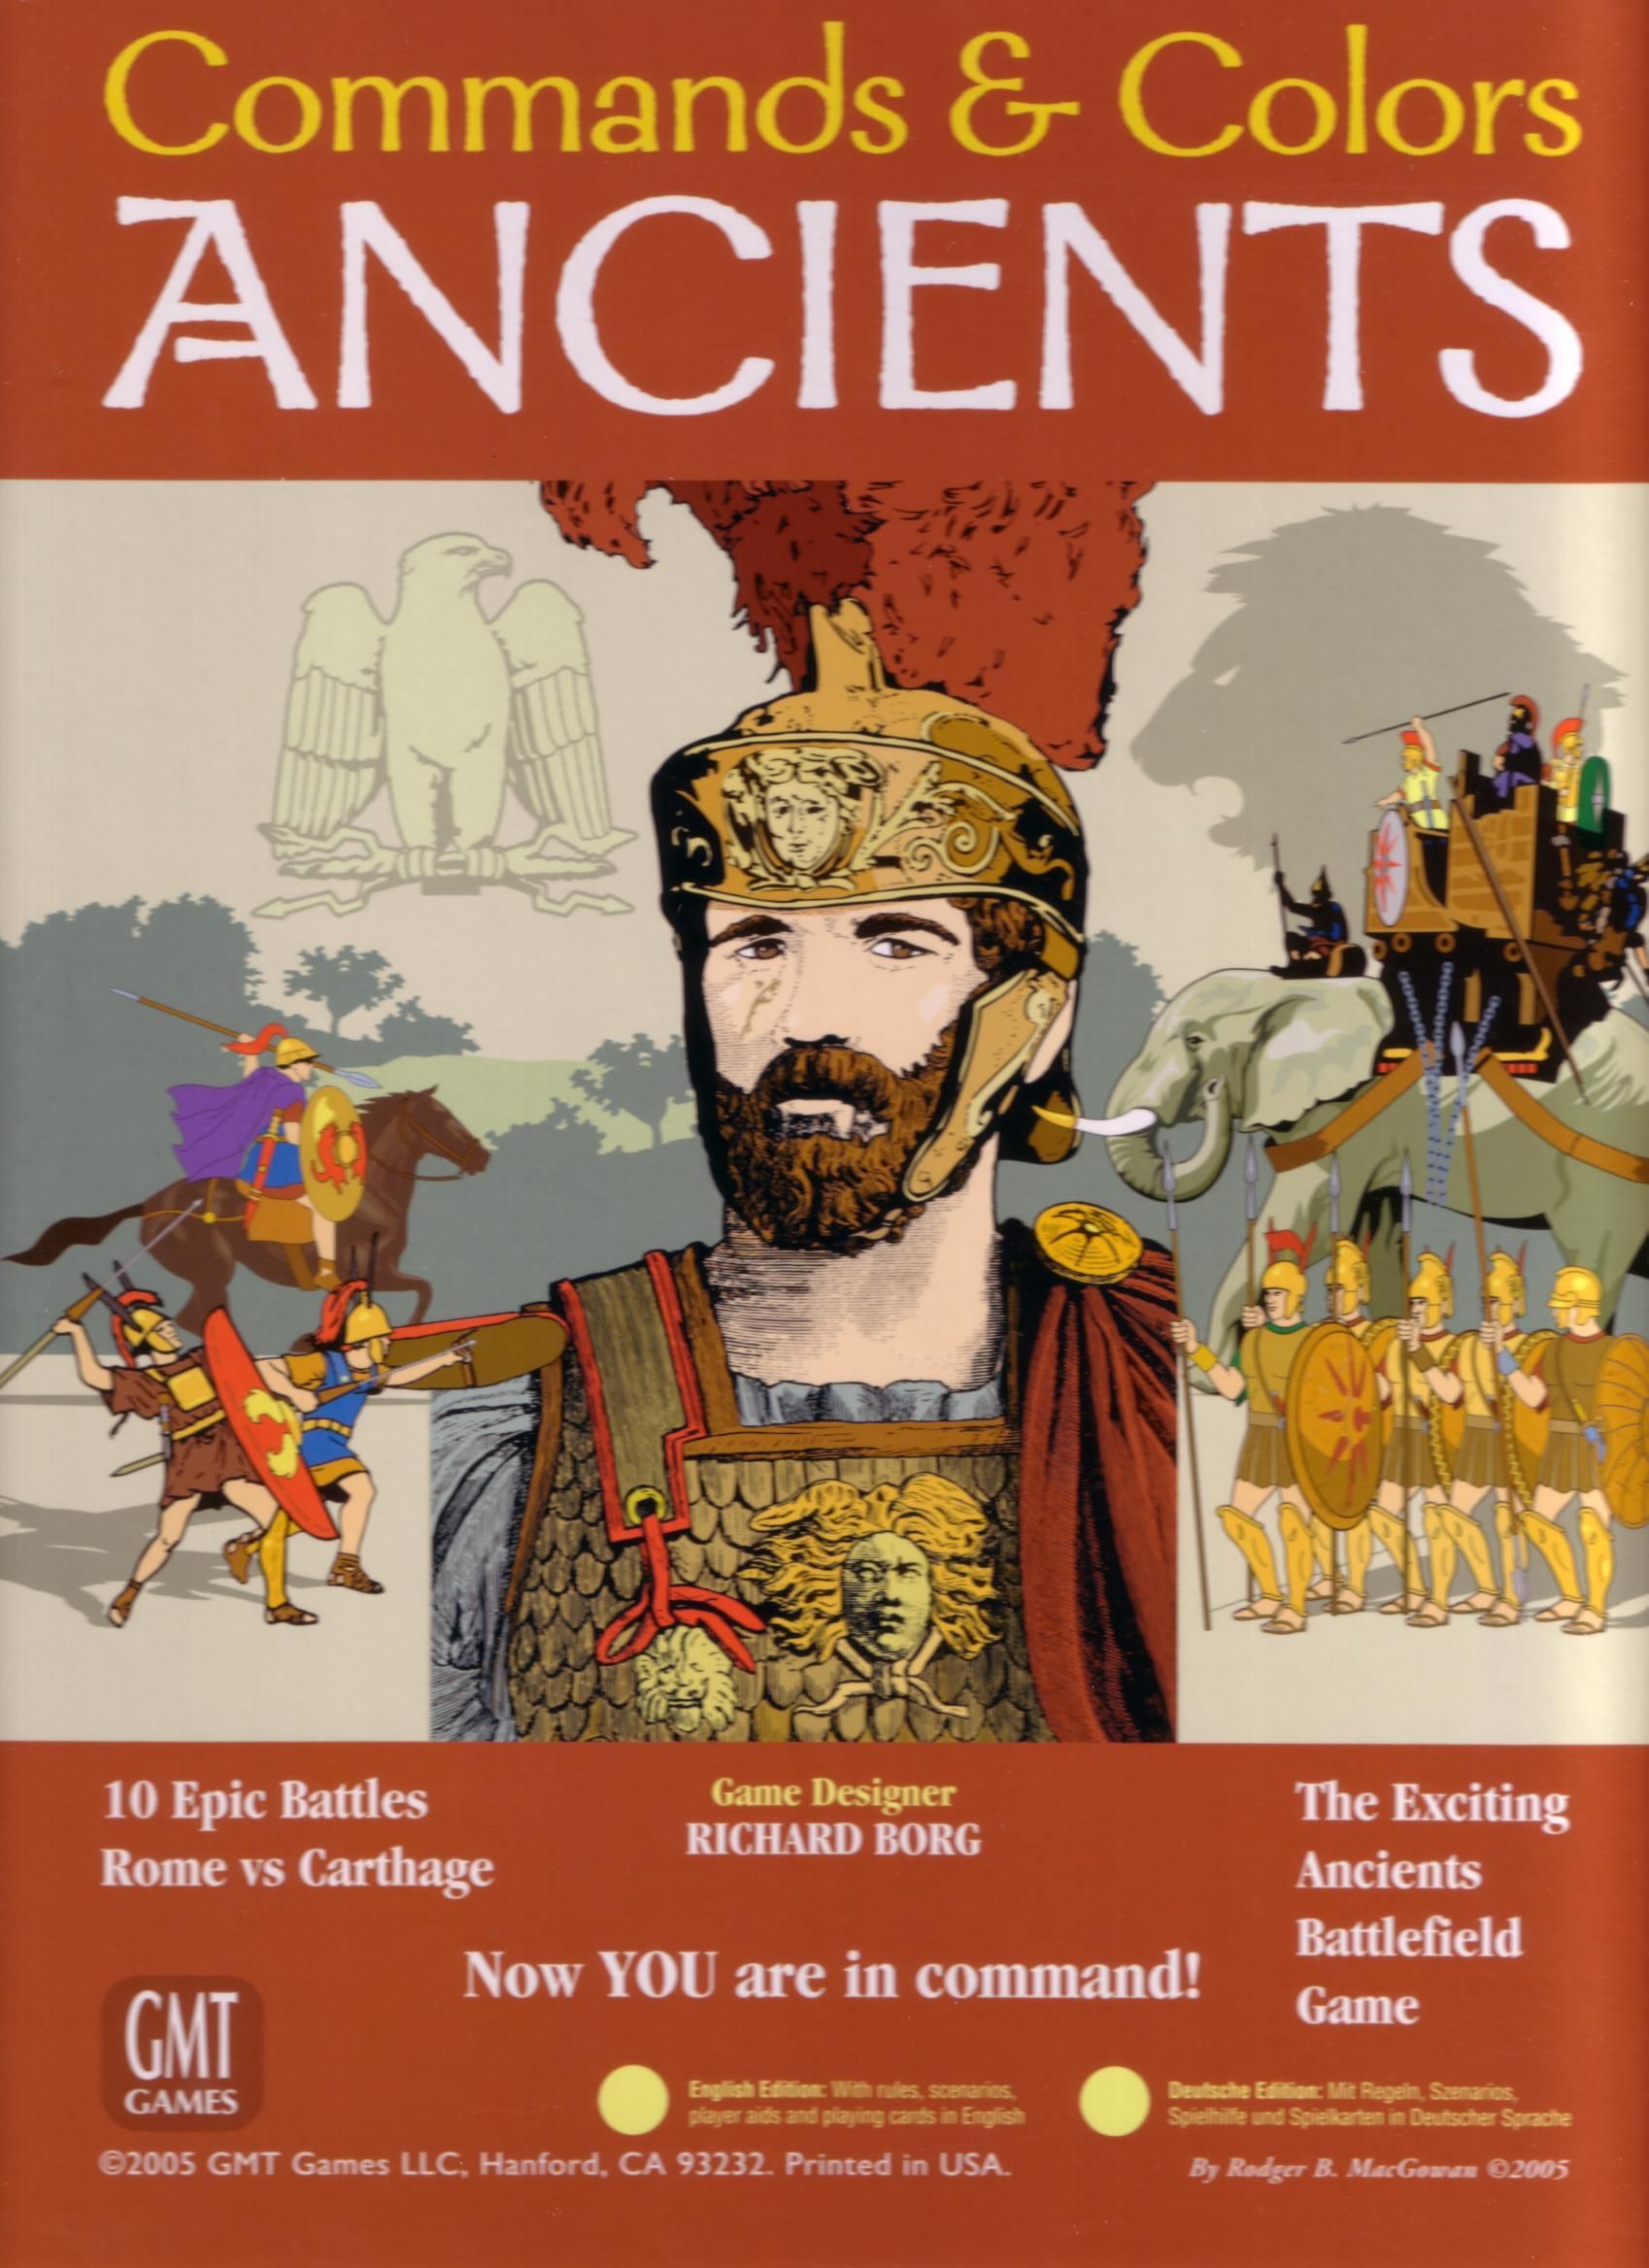 Commands & Colors
ANCIENTS
10 Epic Battles
Rome vs Carthage
Game Designer
RICHARD BORG
The Exciting
Ancients
Battlefield
Game
Now YOU are in command!
GMT
GAMES
English Edition: With rules, scenarios,
player aids and playing cards in English
Deutsche Edition: Mit Regeln, Szenarios,
Spielhilfe und Spielkarten in Deutscher Sprache
©2005 GMT Games LLC, Hanford, CA 93232. Printed in USA.
By Rodger B. MacGowan ©2005